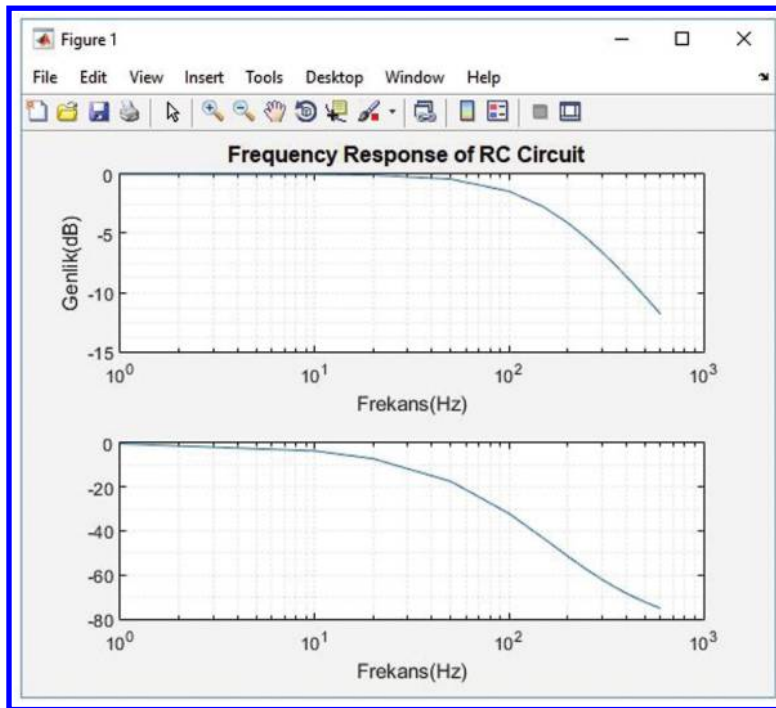 Figure 1
File Edit View Insert Tools Desktop Window Help
Frequency Response of RC Circuit
0
-5
-10
-15
Genlik(dB)
10^0 10^1 10^2 10^3
Frekans(Hz)
0
-20
-40
-60
-80
10^0 10^1 10^2 10^3
Frekans(Hz)